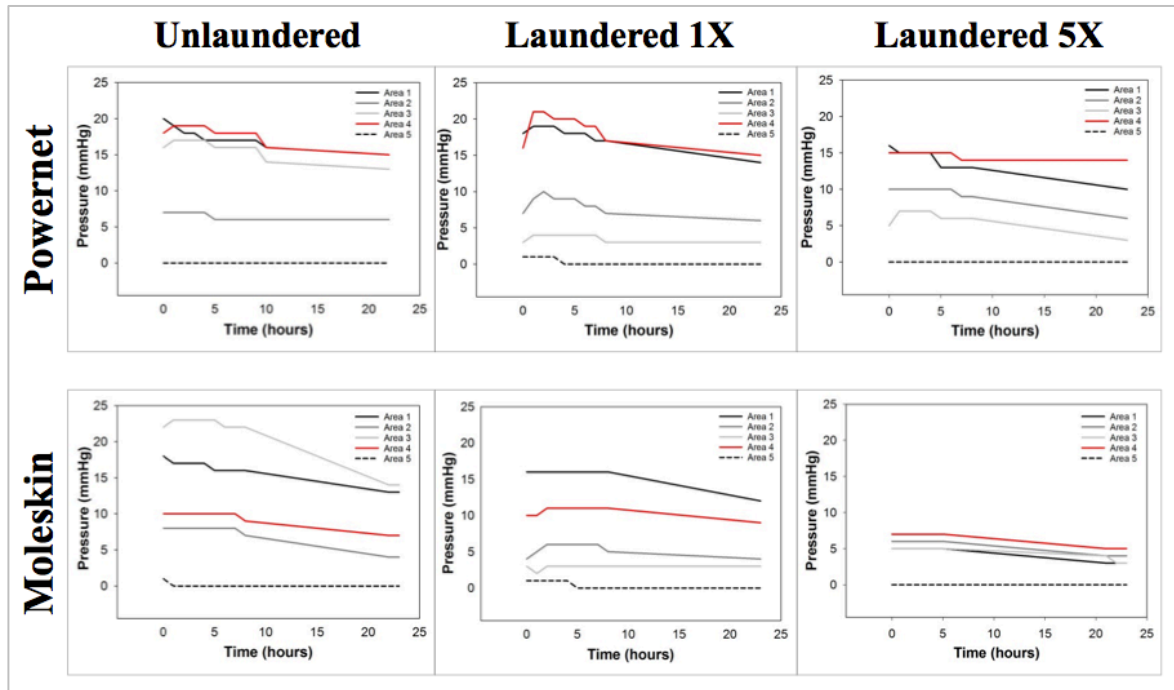 Unlaundered
Laundered 1X
Laundered 5X
Powernet
25
20
15
10
5
0
Pressure (mmHg)
Area 1
Area 2
Area 3
Area 4
Area 5
0 5 10 15 20 25
Time (hours)
25
20
15
10
5
0
Pressure (mmHg)
Area 1
Area 2
Area 3
Area 4
Area 5
0 5 10 15 20 25
Time (hours)
25
20
15
10
5
0
Pressure (mmHg)
Area 1
Area 2
Area 3
Area 4
Area 5
0 5 10 15 20 25
Time (hours)
Moleskin
25
20
15
10
5
0
Pressure (mmHg)
Area 1
Area 2
Area 3
Area 4
Area 5
0 5 10 15 20 25
Time (hours)
25
20
15
10
5
0
Pressure (mmHg)
Area 1
Area 2
Area 3
Area 4
Area 5
0 5 10 15 20 25
Time (hours)
25
20
15
10
5
0
Pressure (mmHg)
Area 1
Area 2
Area 3
Area 4
Area 5
0 5 10 15 20 25
Time (hours)